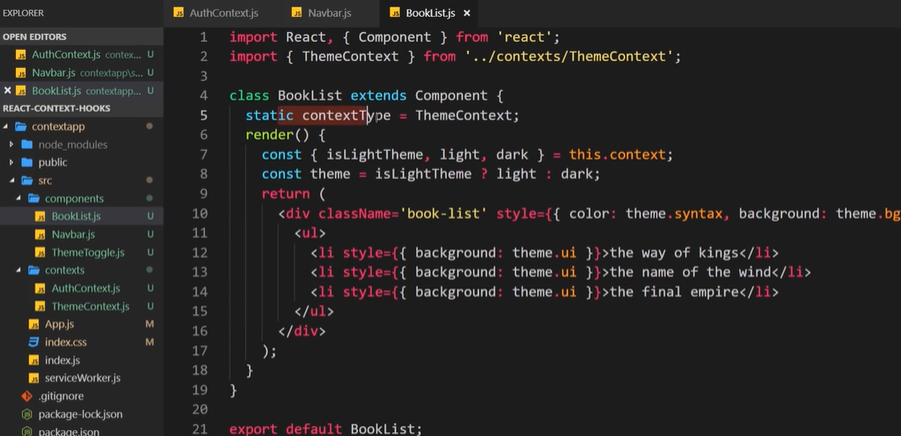 EXPLORER
AuthContext.js
Navbar.js
BookList.js ×
OPEN EDITORS
AuthContext.js contex... U
Navbar.js contextapp\s... U
× BookList.js contextapp... U
REACT-CONTEXT-HOOKS
contextapp
node_modules
public
src
components
BookList.js U
Navbar.js U
ThemeToggle.js U
contexts
AuthContext.js U
ThemeContext.js U
App.js M
index.css M
index.js
serviceWorker.js
.gitignore
package-lock.json
package.json
1 import React, { Component } from 'react';
2 import { ThemeContext } from '../contexts/ThemeContext';
3
4 class BookList extends Component {
5 static contextType = ThemeContext;
6 render() {
7 const { isLightTheme, light, dark } = this.context;
8 const theme = isLightTheme ? light : dark;
9 return (
10 <div className='book-list' style={{ color: theme.syntax, background: theme.bg
11 <ul>
12 <li style={{ background: theme.ui }}>the way of kings</li>
13 <li style={{ background: theme.ui }}>the name of the wind</li>
14 <li style={{ background: theme.ui }}>the final empire</li>
15 </ul>
16 </div>
17 );
18 }
19 }
20
21 export default BookList;